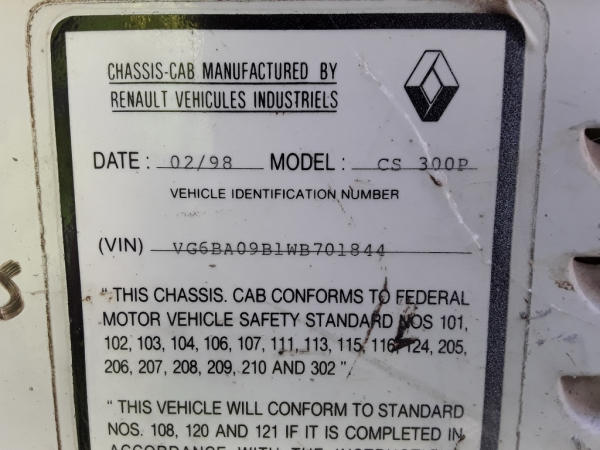 CHASSIS-CAB MANUFACTURED BY
RENAULT VEHICULES INDUSTRIELS
DATE : 02/98 MODEL : CS 300P
VEHICLE IDENTIFICATION NUMBER
(VIN) VG6BA09B1WB701844
" THIS CHASSIS. CAB CONFORMS TO FEDERAL
MOTOR VEHICLE SAFETY STANDARD NOS 101,
102, 103, 104, 106, 107, 111, 113, 115, 116, 124, 205,
206, 207, 208, 209, 210 AND 302 "
" THIS VEHICLE WILL CONFORM TO STANDARD
NOS. 108, 120 AND 121 IF IT IS COMPLETED IN
ACCORDANCE WITH THE